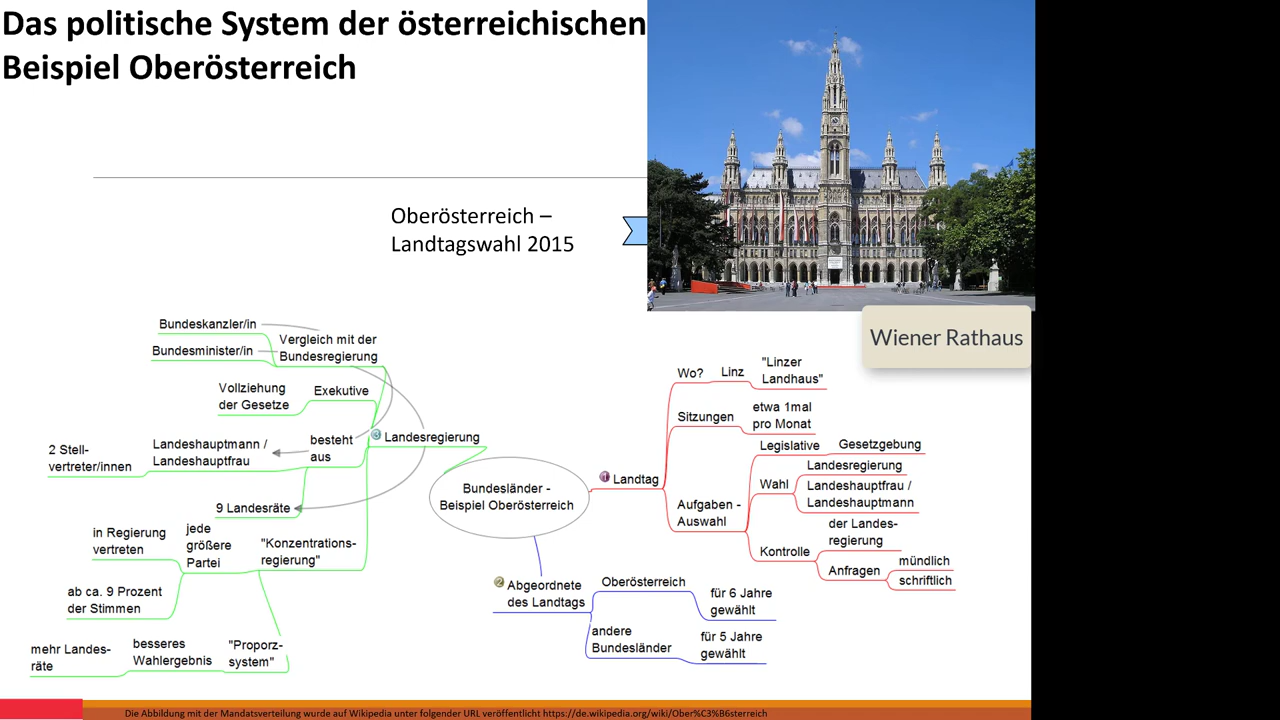 Das politische System der österreichischen
Beispiel Oberösterreich
Oberösterreich –
Landtagswahl 2015
Wiener Rathaus
Bundeskanzler/in
Bundesminister/in
Vergleich mit der
Bundesregierung
Vollziehung
der Gesetze
Exekutive
2 Stell-
vertreter/innen
Landeshauptmann /
Landeshauptfrau
besteht
aus
3 Landesregierung
9 Landesräte
in Regierung
vertreten
jede
größere
Partei
"Konzentrations-
regierung"
ab ca. 9 Prozent
der Stimmen
mehr Landes-
räte
besseres
Wahlergebnis
"Proporz-
system"
Bundesländer -
Beispiel Oberösterreich
1 Landtag
Wo?
Linz
"Linzer
Landhaus"
Sitzungen
etwa 1mal
pro Monat
Aufgaben -
Auswahl
Legislative
Gesetzgebung
Wahl
Landesregierung
Landeshauptfrau /
Landeshauptmann
Kontrolle
der Landes-
regierung
Anfragen
mündlich
schriftlich
2 Abgeordnete
des Landtags
Oberösterreich
für 6 Jahre
gewählt
andere
Bundesländer
für 5 Jahre
gewählt
Die Abbildung mit der Mandatsverteilung wurde auf Wikipedia unter folgender URL veröffentlicht https://de.wikipedia.org/wiki/Ober%C3%B6sterreich